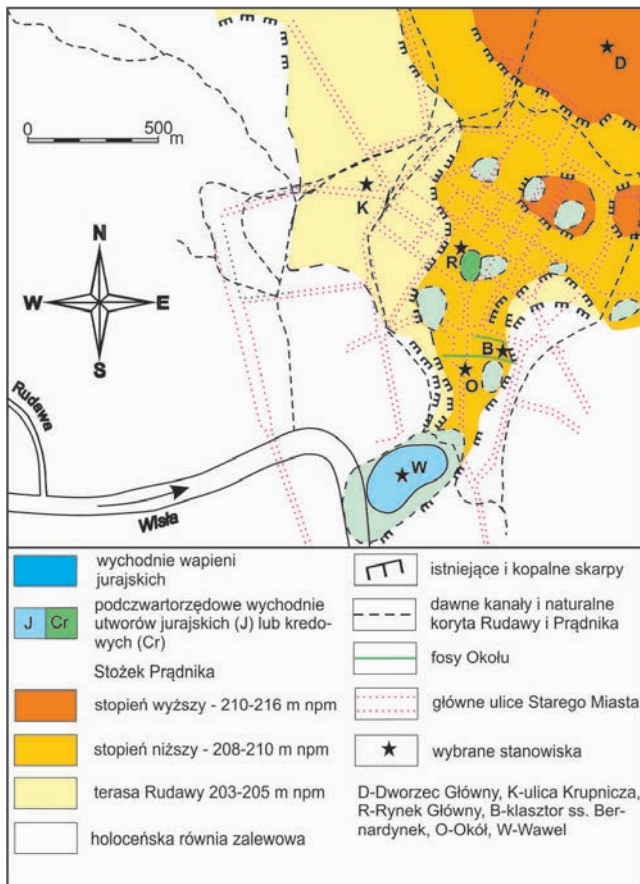 D
0
500
m
K
N
R
W
E
S
B
O
Rudawa
W
Wisła
wychodnie wapieni
jurajskich
J
Cr
podczwartorzędowe wychodnie
utworów jurajskich (J) lub kredo-
wych (Cr)
Stożek Prądnika
stopień wyższy - 210-216 m npm
stopień niższy - 208-210 m npm
terasa Rudawy 203-205 m npm
holoceńska równia zalewowa
istniejące i kopalne skarpy
dawne kanały i naturalne
koryta Rudawy i Prądnika
fosy Okołu
główne ulice Starego Miasta
wybrane stanowiska
D-Dworzec Główny, K-ulica Krupnicza,
R-Rynek Główny, B-klasztor ss. Ber-
nardynek, O-Okół, W-Wawel